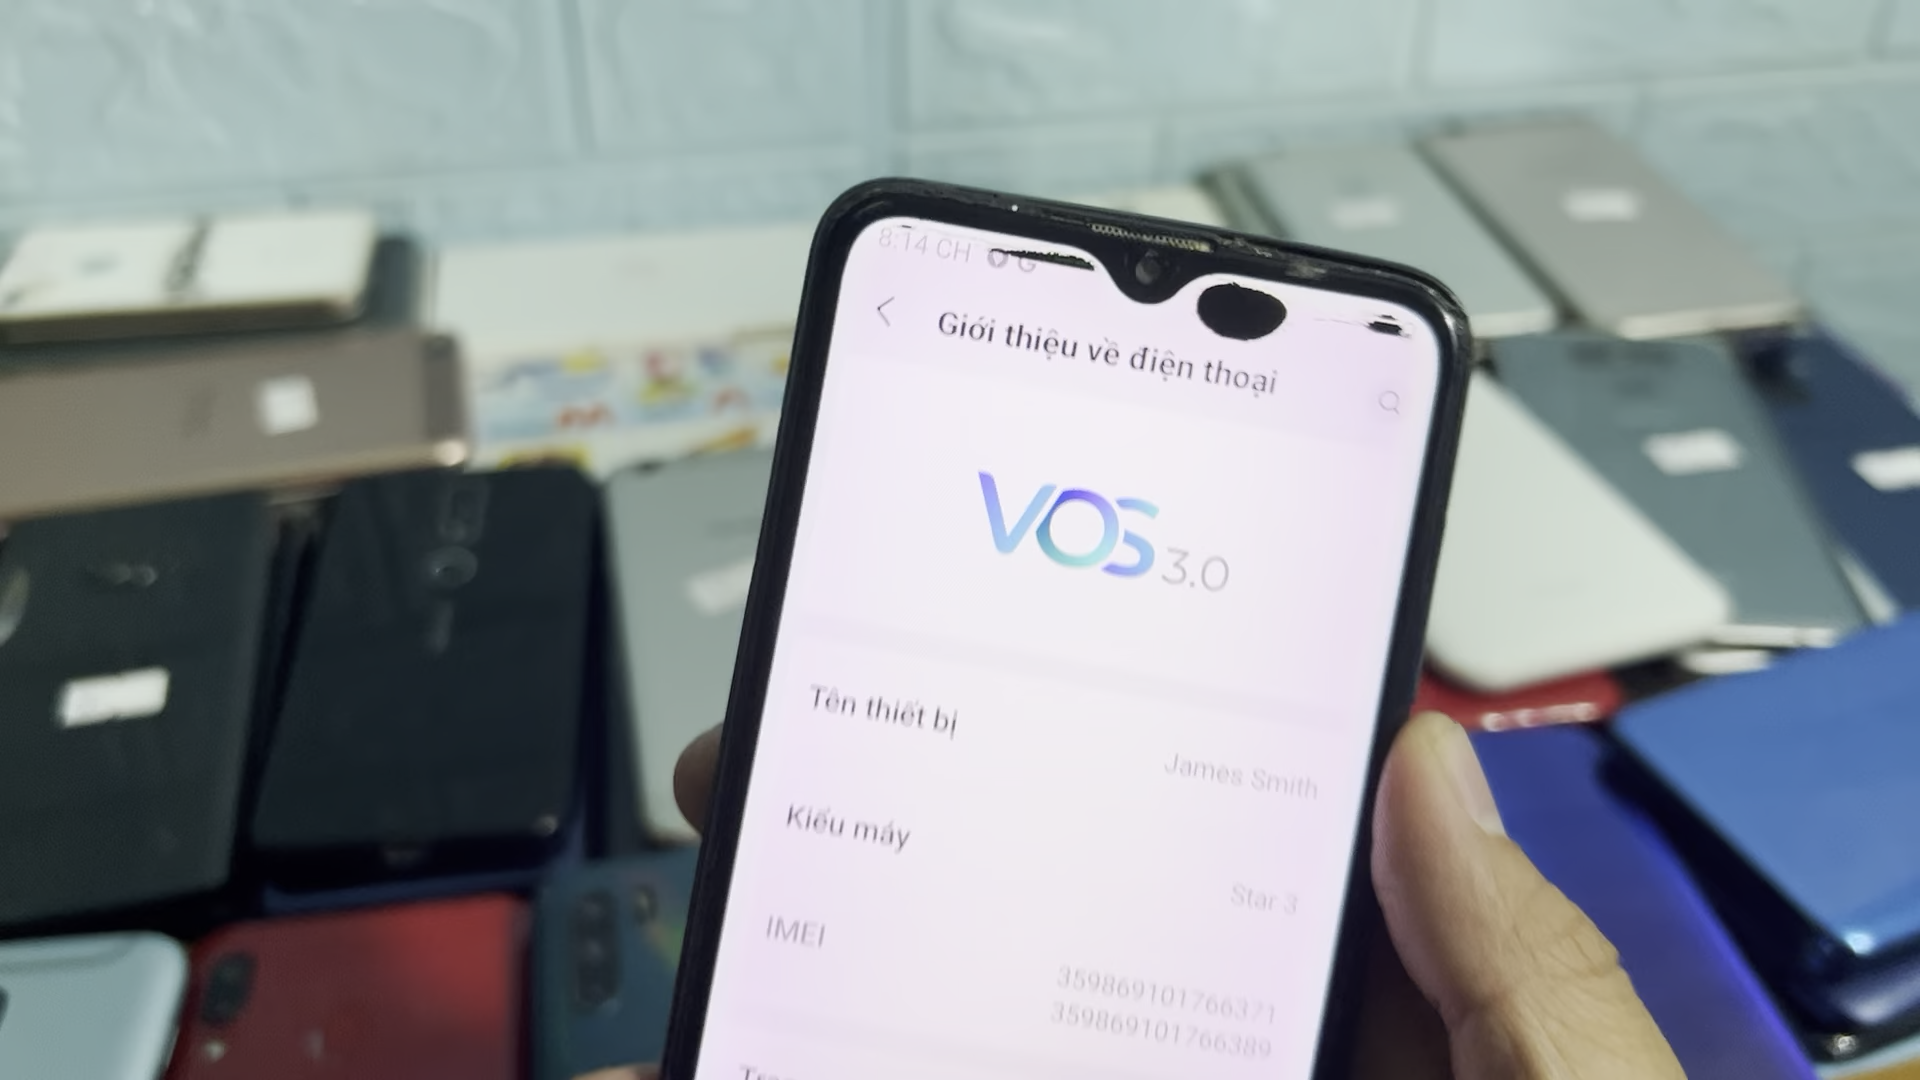 8:14 CH G
Giới thiệu về điện thoại
VOS 3.0
Tên thiết bị
James Smith
Kiểu máy
Star 3
IMEI
359869101766371
359869101766389